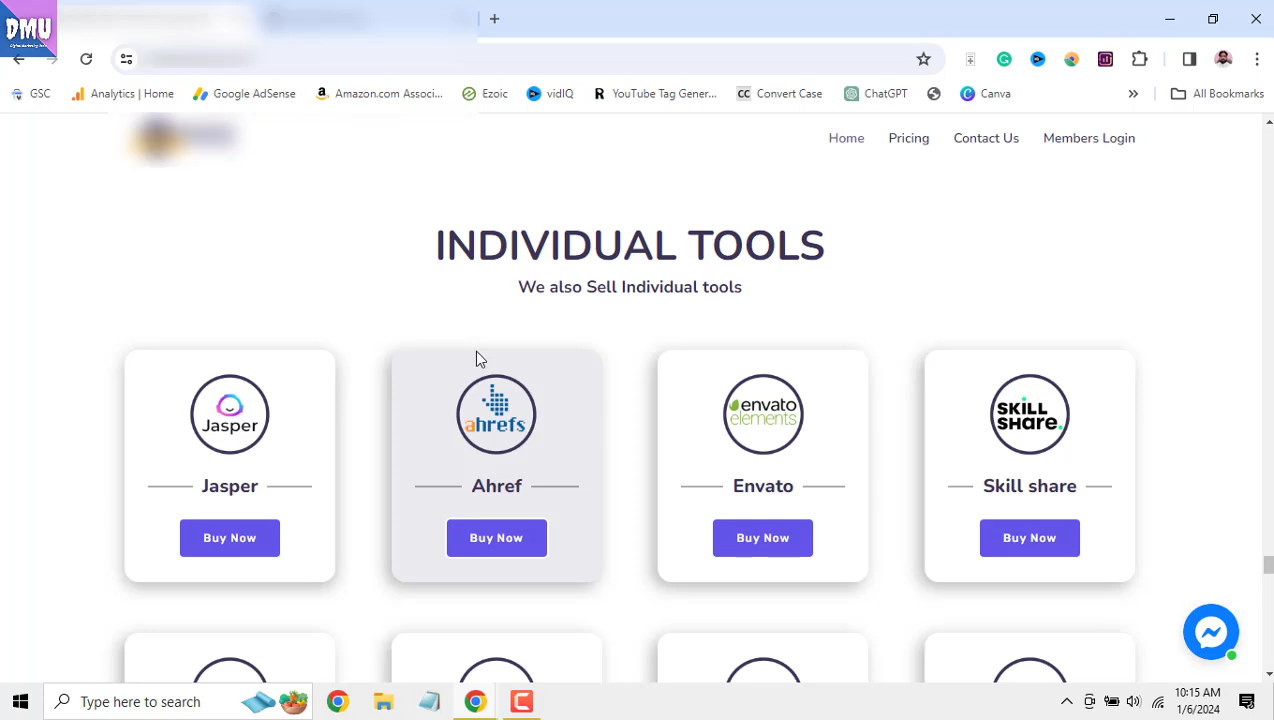 DMU
GSC
Analytics | Home
Google AdSense
Amazon.com Associ...
Ezoic
vidIQ
YouTube Tag Gener...
CC
Convert Case
ChatGPT
Canva
All Bookmarks
Home
Pricing
Contact Us
Members Login
INDIVIDUAL TOOLS
We also Sell Individual tools
Jasper
ahrefs
envato
elements
SKILL
SHare.
Jasper
Ahref
Envato
Skill share
Buy Now
Buy Now
Buy Now
Buy Now
Type here to search
10:15 AM
1/6/2024